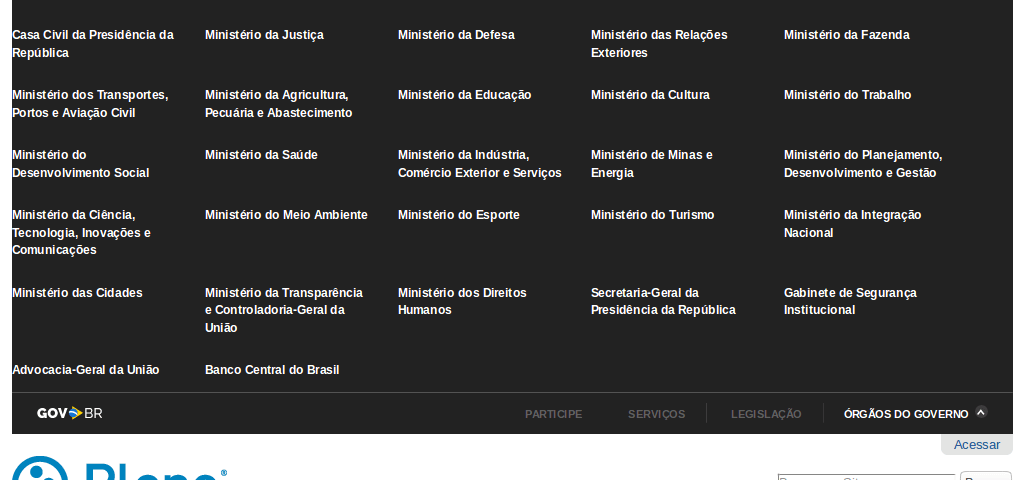 Casa Civil da Presidência da
República
Ministério da Justiça
Ministério da Defesa
Ministério das Relações
Exteriores
Ministério da Fazenda
Ministério dos Transportes,
Portos e Aviação Civil
Ministério da Agricultura,
Pecuária e Abastecimento
Ministério da Educação
Ministério da Cultura
Ministério do Trabalho
Ministério do
Desenvolvimento Social
Ministério da Saúde
Ministério da Indústria,
Comércio Exterior e Serviços
Ministério de Minas e
Energia
Ministério do Planejamento,
Desenvolvimento e Gestão
Ministério da Ciência,
Tecnologia, Inovações e
Comunicações
Ministério do Meio Ambiente
Ministério do Esporte
Ministério do Turismo
Ministério da Integração
Nacional
Ministério das Cidades
Ministério da Transparência
e Controladoria-Geral da
União
Ministério dos Direitos
Humanos
Secretaria-Geral da
Presidência da República
Gabinete de Segurança
Institucional
Advocacia-Geral da União
Banco Central do Brasil
GOV BR
PARTICIPE
SERVIÇOS
LEGISLAÇÃO
ÓRGÃOS DO GOVERNO
Acessar
Plone®